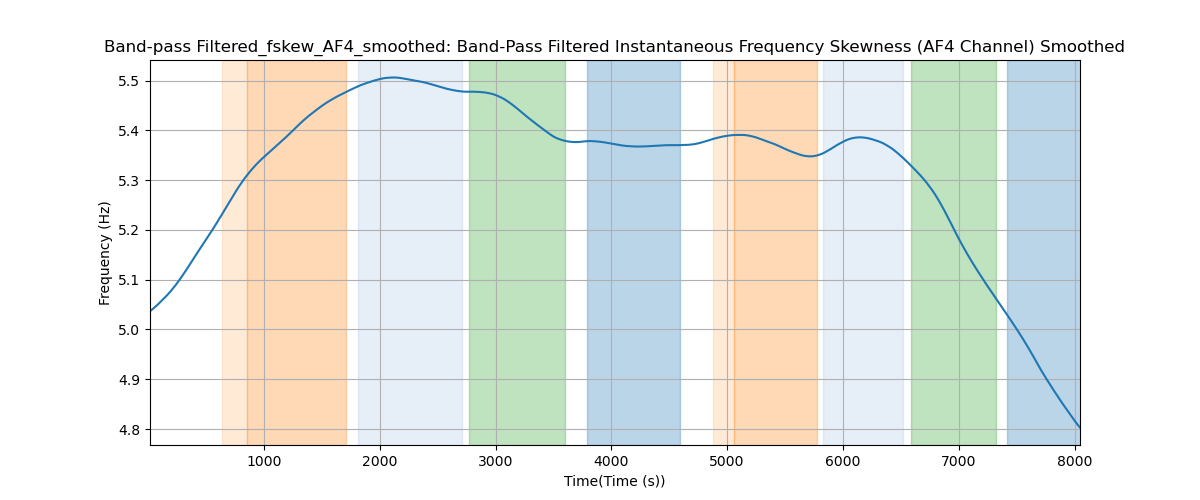 Band-pass Filtered_fskew_AF4_smoothed: Band-Pass Filtered Instantaneous Frequency Skewness (AF4 Channel) Smoothed
5.5
5.4
5.3
5.2
5.1
5.0
4.9
4.8
Frequency (Hz)
1000 2000 3000 4000 5000 6000 7000 8000
Time(Time (s))